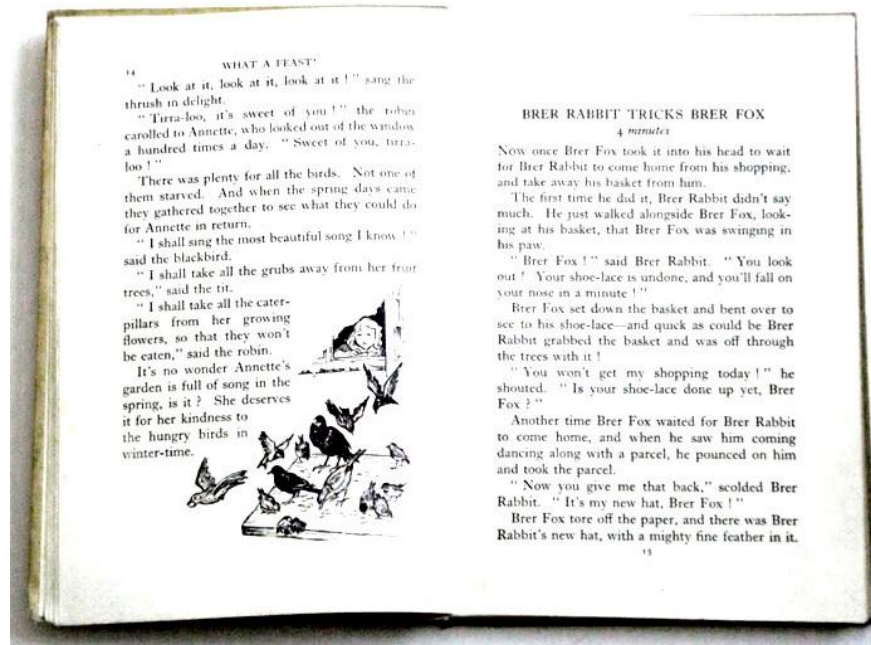 14
WHAT A FEAST!
" Look at it, look at it, look at it ! " sang the
thrush in delight.
" Tirra-loo, it's sweet of you ! " the robin
carolled to Annette, who looked out of the window
a hundred times a day. " Sweet of you, tirra-
loo ! "
There was plenty for all the birds. Not one of
them starved. And when the spring days came
they gathered together to see what they could do
for Annette in return.
" I shall sing the most beautiful song I know ! "
said the blackbird.
" I shall take all the grubs away from her fruit
trees," said the tit.
" I shall take all the cater-
pillars from her growing
flowers, so that they won't
be eaten," said the robin.
It's no wonder Annette's
garden is full of song in the
spring, is it ? She deserves
it for her kindness to
the hungry birds in
winter-time.
BRER RABBIT TRICKS BRER FOX
4 minutes
Now once Brer Fox took it into his head to wait
for Brer Rabbit to come home from his shopping,
and take away his basket from him.
The first time he did it, Brer Rabbit didn't say
much. He just walked alongside Brer Fox, look-
ing at his basket, that Brer Fox was swinging in
his paw.
" Brer Fox ! " said Brer Rabbit. " You look
out ! Your shoe-lace is undone, and you'll fall on
your nose in a minute ! "
Brer Fox set down the basket and bent over to
see to his shoe-lace—and quick as could be Brer
Rabbit grabbed the basket and was off through
the trees with it !
" You won't get my shopping today ! " he
shouted. " Is your shoe-lace done up yet, Brer
Fox ? "
Another time Brer Fox waited for Brer Rabbit
to come home, and when he saw him coming
dancing along with a parcel, he pounced on him
and took the parcel.
" Now you give me that back," scolded Brer
Rabbit. " It's my new hat, Brer Fox ! "
Brer Fox tore off the paper, and there was Brer
Rabbit's new hat, with a mighty fine feather in it.
15